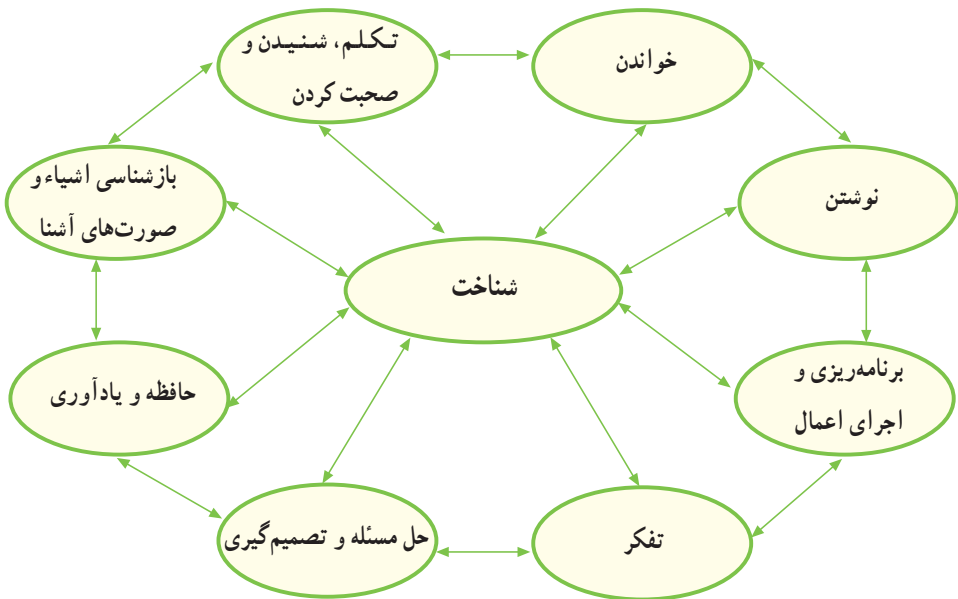 خواندن
تکلم، شنیدن و
صحبت کردن
نوشتن
بازشناسی اشیاء و
صورت‌های آشنا
شناخت
برنامه‌ریزی و
اجرای اعمال
حافظه و یادآوری
تفکر
حل مسئله و تصمیم‌گیری